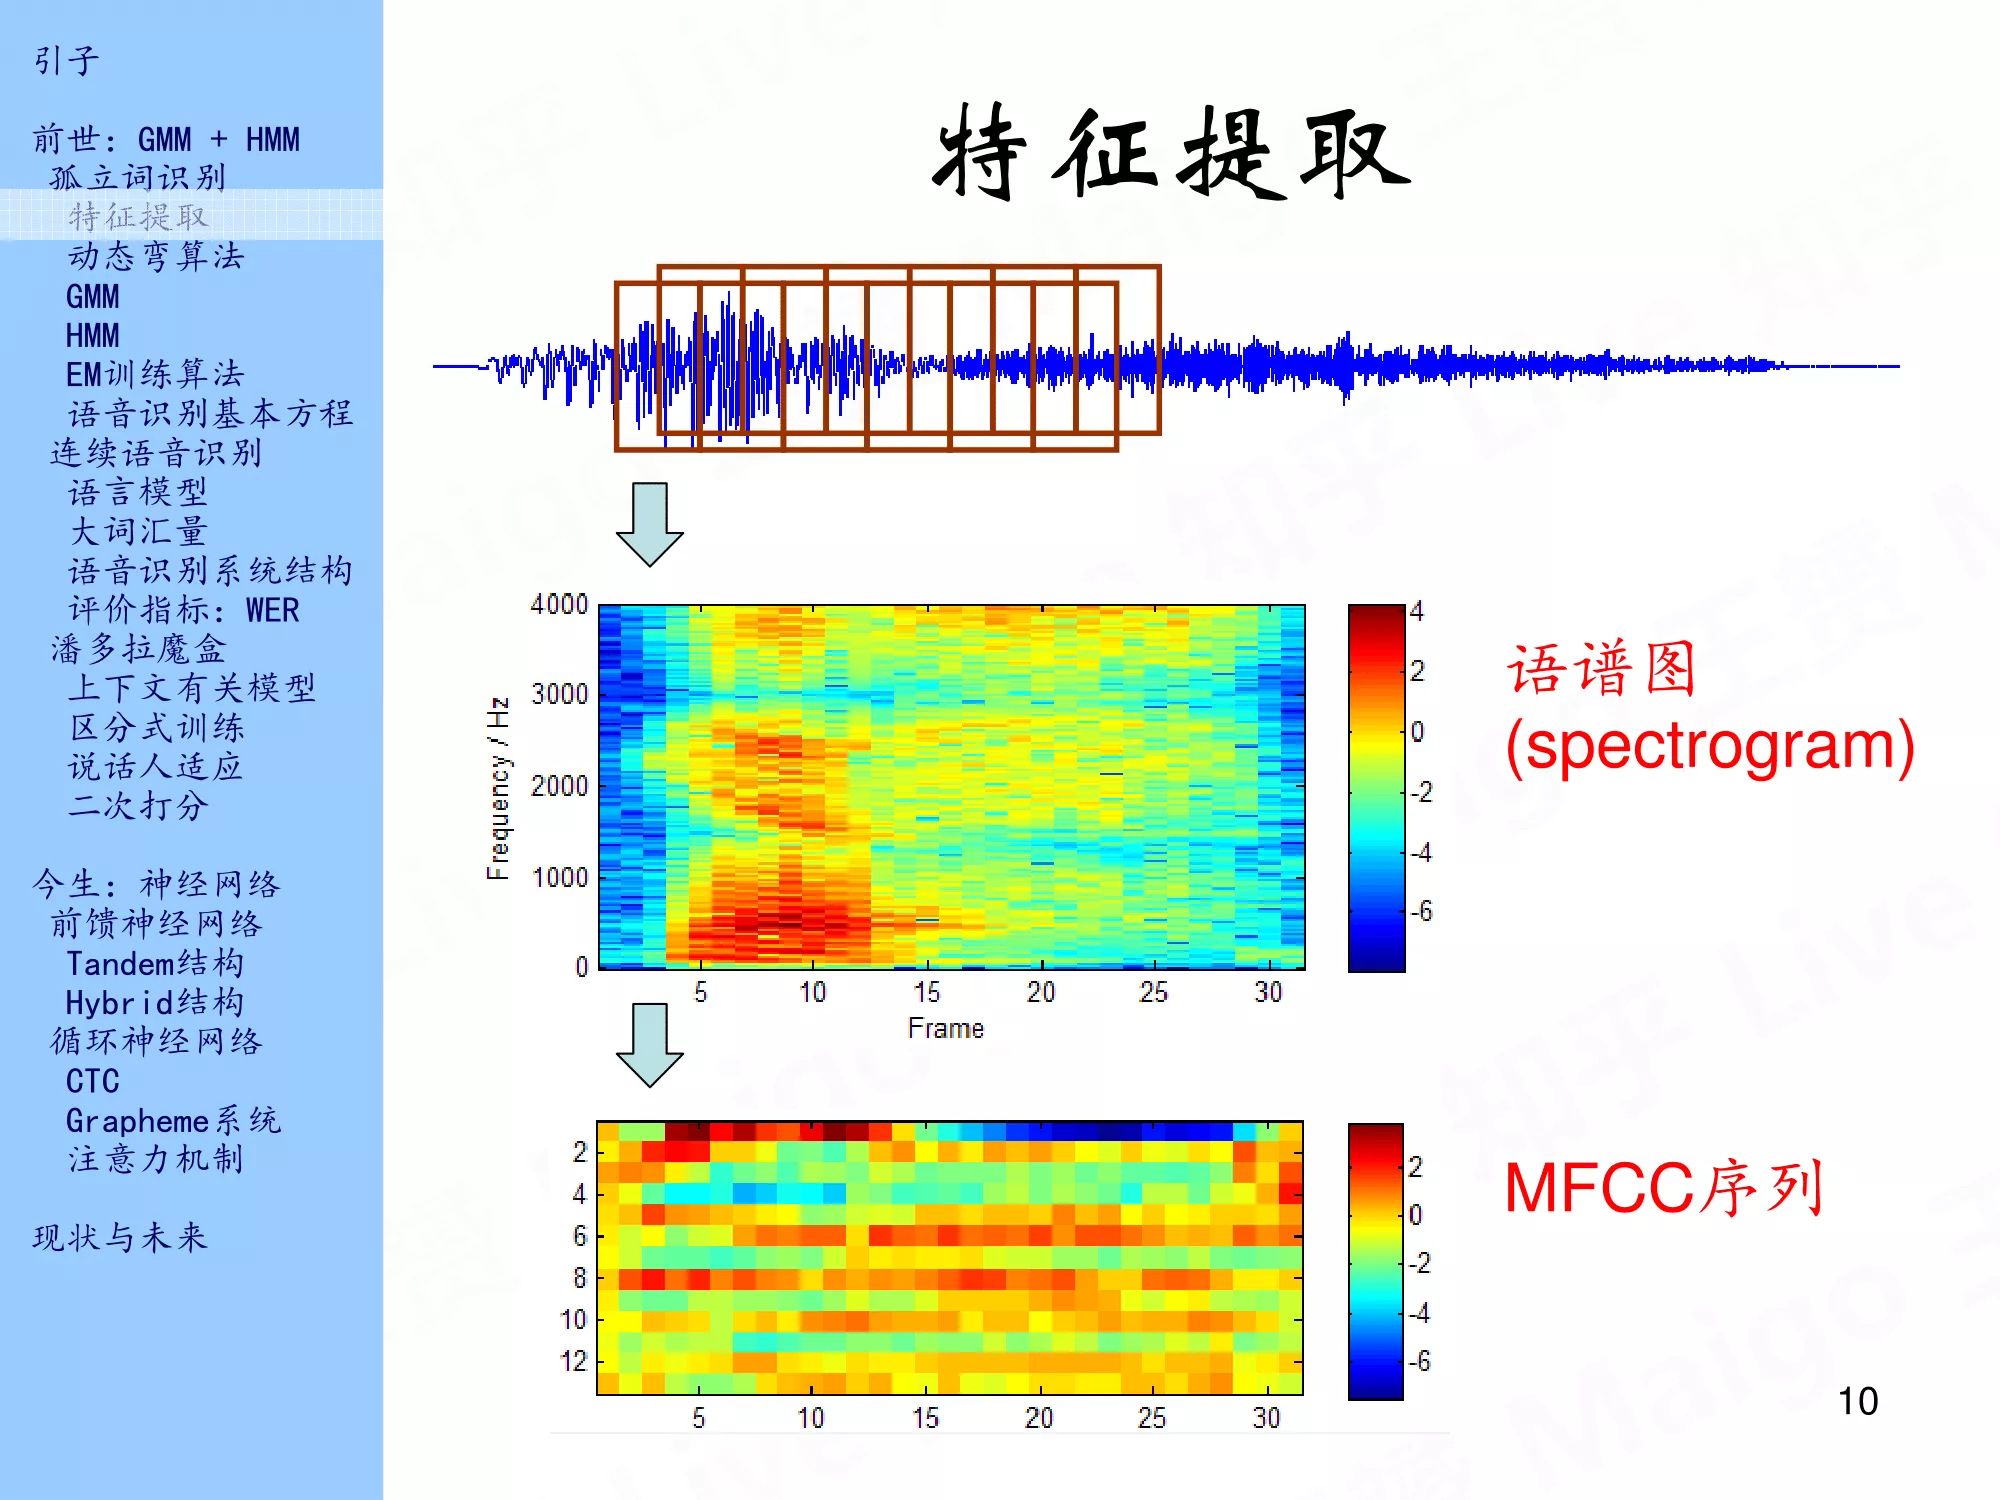 引子
前世：GMM + HMM
孤立词识别
特征提取
动态弯算法
GMM
HMM
EM训练算法
语音识别基本方程
连续语音识别
语言模型
大词汇量
语音识别系统结构
评价指标：WER
潘多拉魔盒
上下文有关模型
区分式训练
说话人适应
二次打分
今生：神经网络
前馈神经网络
Tandem结构
Hybrid结构
循环神经网络
CTC
Grapheme系统
注意力机制
现状与未来
特征提取
4000
3000
2000
1000
0
Frequency / Hz
5 10 15 20 25 30
Frame
4
2
0
-2
-4
-6
语谱图
(spectrogram)
2
4
6
8
10
12
5 10 15 20 25 30
2
0
-2
-4
-6
MFCC序列
10
知乎 Live
Maigo 王赟